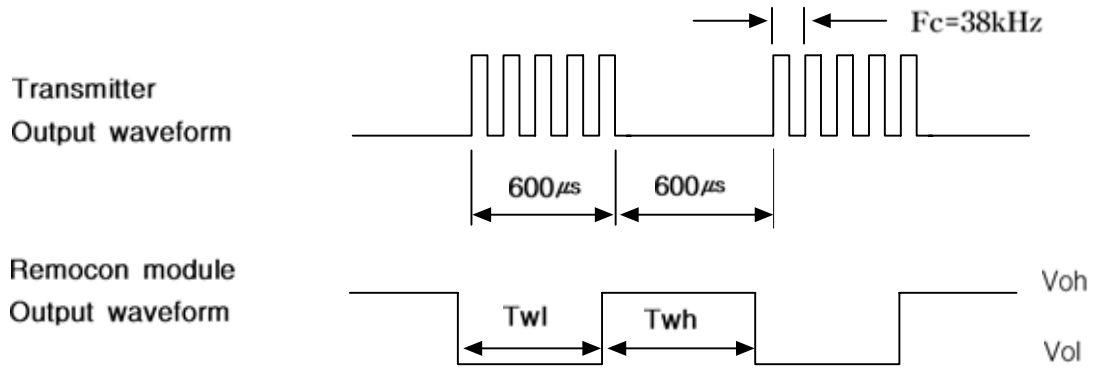 Fc=38kHz
Transmitter
Output waveform
600μs
600μs
Remocon module
Output waveform
Twl
Twh
Voh
Vol